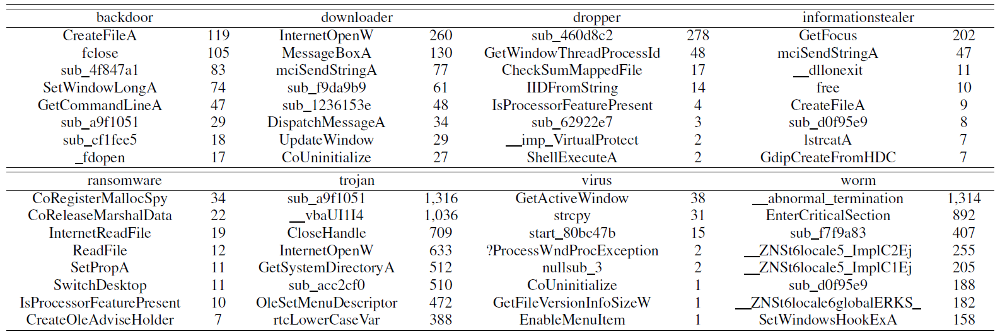 backdoor downloader dropper informationstealer
CreateFileA 119 InternetOpenW 260 sub_460d8c2 278 GetFocus 202
fclose 105 MessageBoxA 130 GetWindowThreadProcessId 48 mciSendStringA 47
sub_4f847a1 83 mciSendStringA 77 CheckSumMappedFile 17 __dllonexit 11
SetWindowLongA 74 sub_f9da9b9 61 IIDFromString 14 free 10
GetCommandLineA 47 sub_1236153e 48 IsProcessorFeaturePresent 4 CreateFileA 9
sub_a9f1051 29 DispatchMessageA 34 sub_62922e7 3 sub_d0f95e9 8
sub_cf1fee5 18 UpdateWindow 29 __imp_VirtualProtect 2 lstrcatA 7
_fdopen 17 CoUninitialize 27 ShellExecuteA 2 GdipCreateFromHDC 7
ransomware trojan virus worm
CoRegisterMallocSpy 34 sub_a9f1051 1,316 GetActiveWindow 38 __abnormal_termination 1,314
CoReleaseMarshalData 22 __vbaUI1I4 1,036 strcpy 31 EnterCriticalSection 892
InternetReadFile 19 CloseHandle 709 start_80bc47b 15 sub_f7f9a83 407
ReadFile 12 InternetOpenW 633 ?ProcessWndProcException 2 __ZNSt6locale5_ImplC2Ej 255
SetPropA 11 GetSystemDirectoryA 512 nullsub_3 2 __ZNSt6locale5_ImplC1Ej 205
SwitchDesktop 11 sub_acc2cf0 510 CoUninitialize 1 sub_d0f95e9 188
IsProcessorFeaturePresent 10 OleSetMenuDescriptor 472 GetFileVersionInfoSizeW 1 __ZNSt6locale6globalERKS_ 182
CreateOleAdviseHolder 7 rtcLowerCaseVar 388 EnableMenuItem 1 SetWindowsHookExA 158